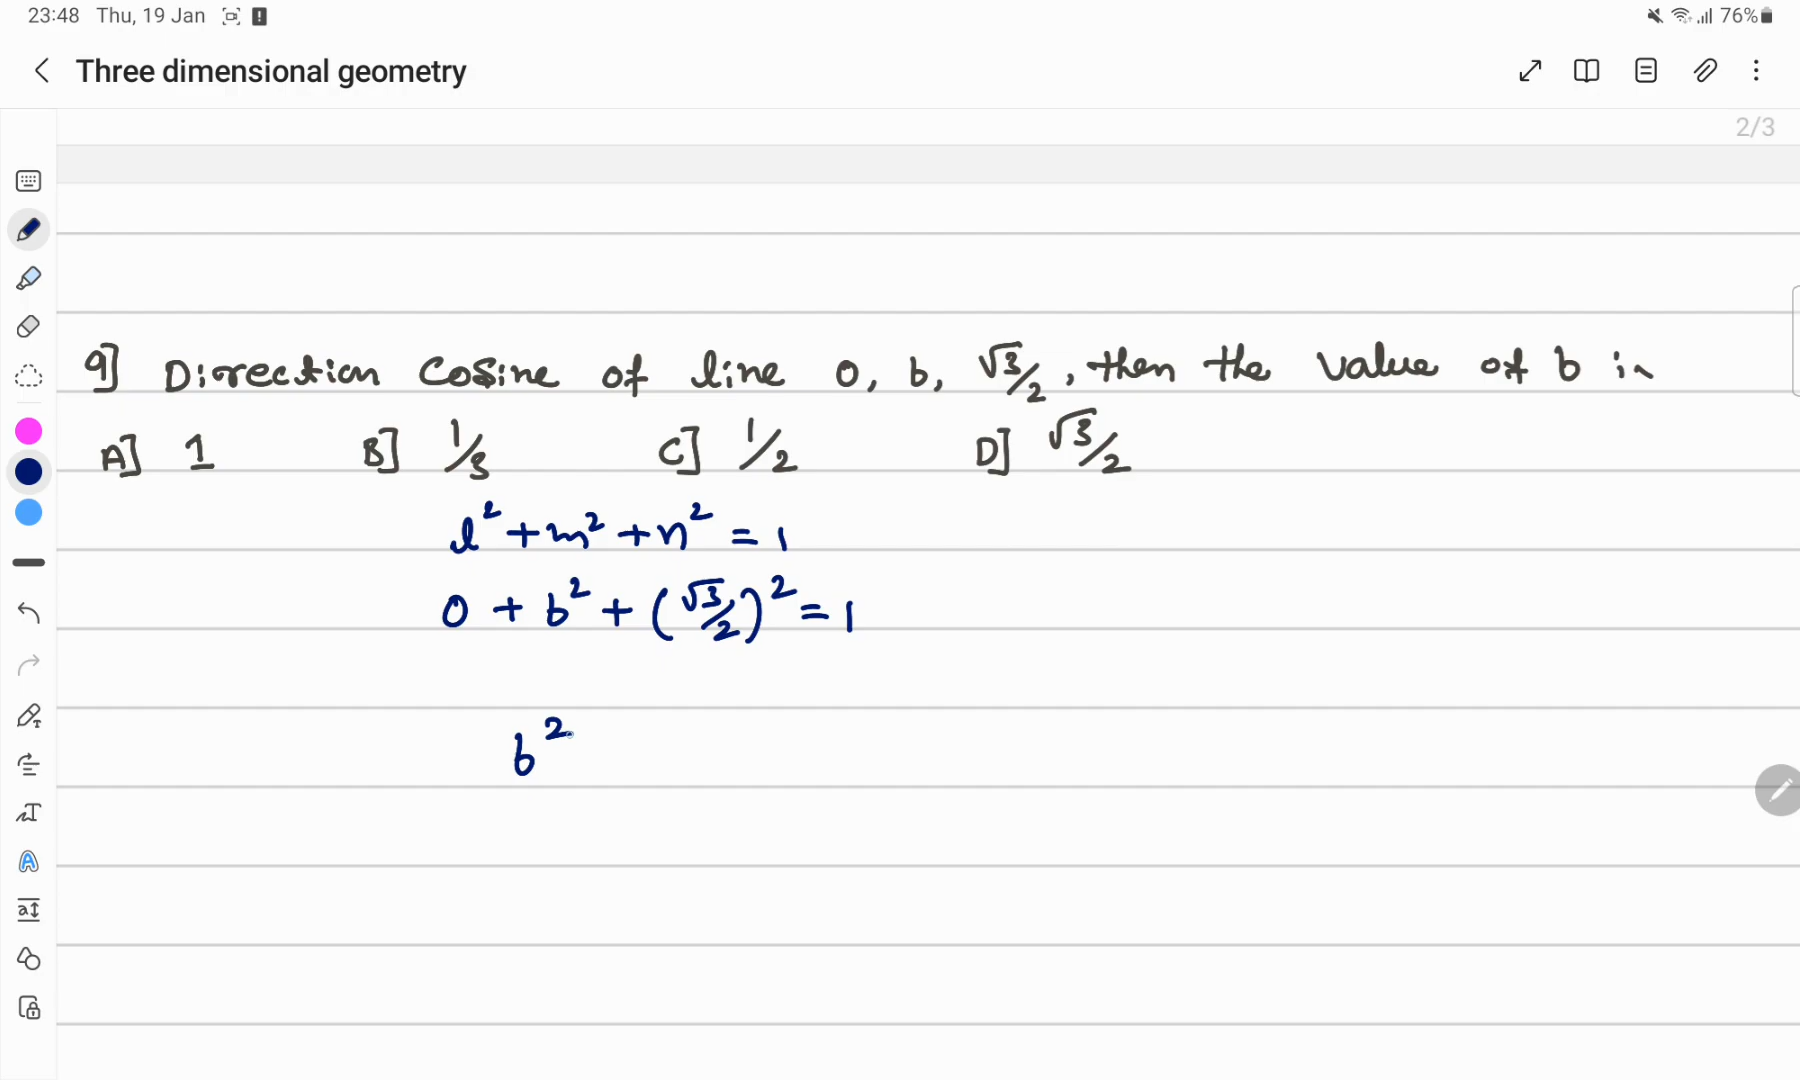 23:48 Thu, 19 Jan 76%
Three dimensional geometry
2/3
9] Dirrection cosine of line 0, b, √3/2, then the value of b is
A] 1 B] 1/3 C] 1/2 D] √3/2
l² + m² + n² = 1
0 + b² + (√3/2)² = 1
b²